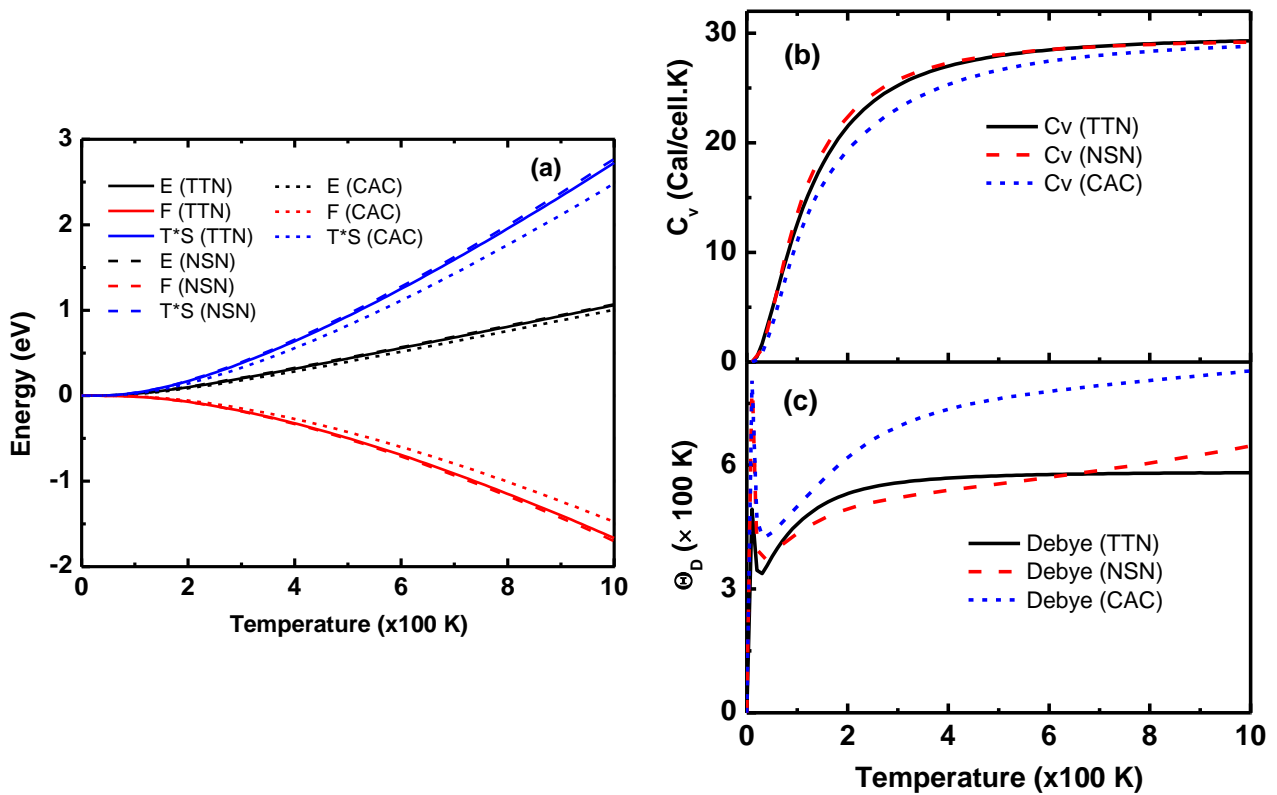 (a)
3
2
1
0
-1
-2
Energy (eV)
E (TTN)
F (TTN)
T*S (TTN)
E (NSN)
F (NSN)
T*S (NSN)
E (CAC)
F (CAC)
T*S (CAC)
0 2 4 6 8 10
Temperature (x100 K)
(b)
30
20
10
0
C_v (Cal/cell.K)
Cv (TTN)
Cv (NSN)
Cv (CAC)
(c)
6
3
0
Θ_D (× 100 K)
Debye (TTN)
Debye (NSN)
Debye (CAC)
0 2 4 6 8 10
Temperature (x100 K)